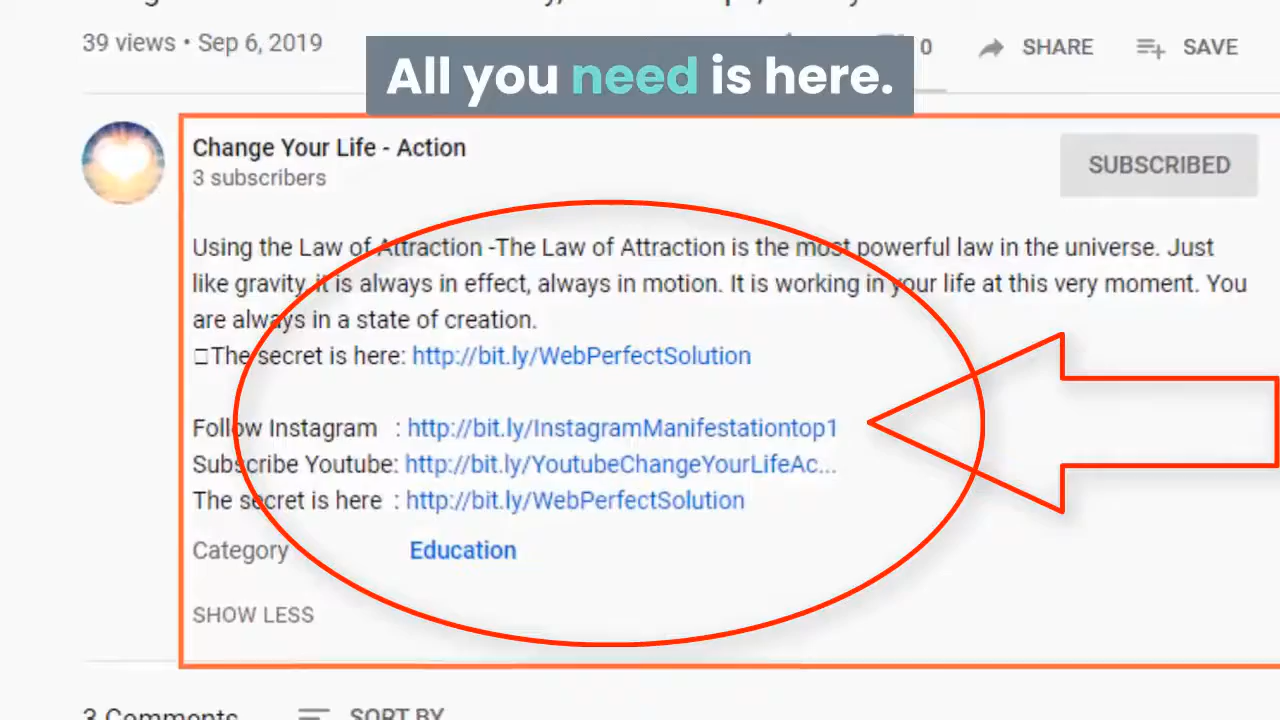 39 views • Sep 6, 2019
0 SHARE SAVE
All you need is here.
Change Your Life - Action
3 subscribers
SUBSCRIBED
Using the Law of Attraction -The Law of Attraction is the most powerful law in the universe. Just
like gravity, it is always in effect, always in motion. It is working in your life at this very moment. You
are always in a state of creation.
□The secret is here: http://bit.ly/WebPerfectSolution
Follow Instagram : http://bit.ly/InstagramManifestationtop1
Subscribe Youtube: http://bit.ly/YoutubeChangeYourLifeAc...
The secret is here : http://bit.ly/WebPerfectSolution
Category Education
SHOW LESS
3 Comments SORT BY